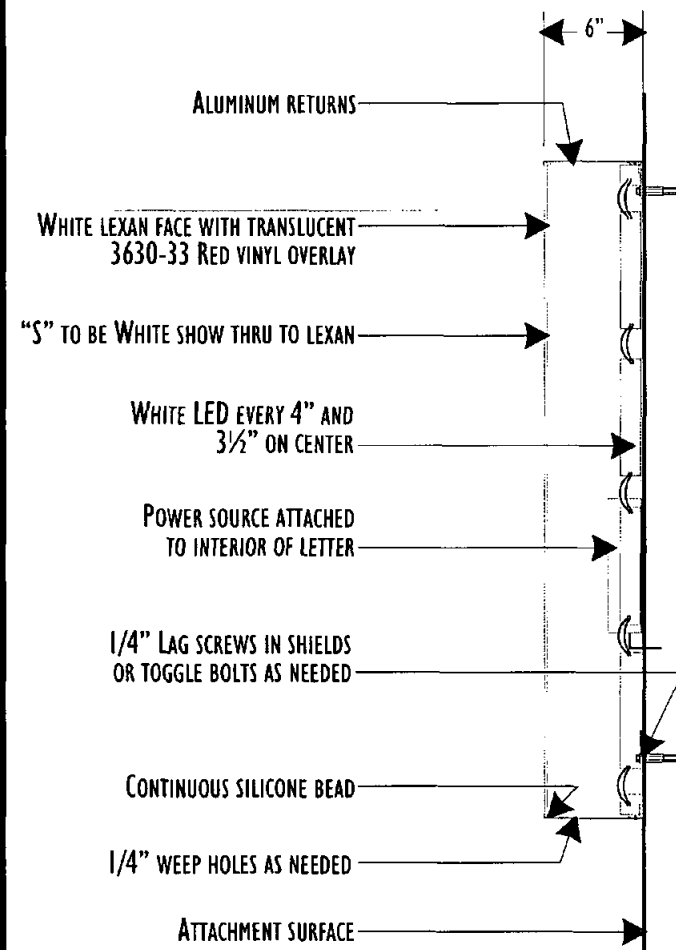 6"
ALUMINUM RETURNS
WHITE LEXAN FACE WITH TRANSLUCENT
3630-33 RED VINYL OVERLAY
“S” TO BE WHITE SHOW THRU TO LEXAN
WHITE LED EVERY 4” AND
3½” ON CENTER
POWER SOURCE ATTACHED
TO INTERIOR OF LETTER
1/4” LAG SCREWS IN SHIELDS
OR TOGGLE BOLTS AS NEEDED
CONTINUOUS SILICONE BEAD
1/4” WEEP HOLES AS NEEDED
ATTACHMENT SURFACE